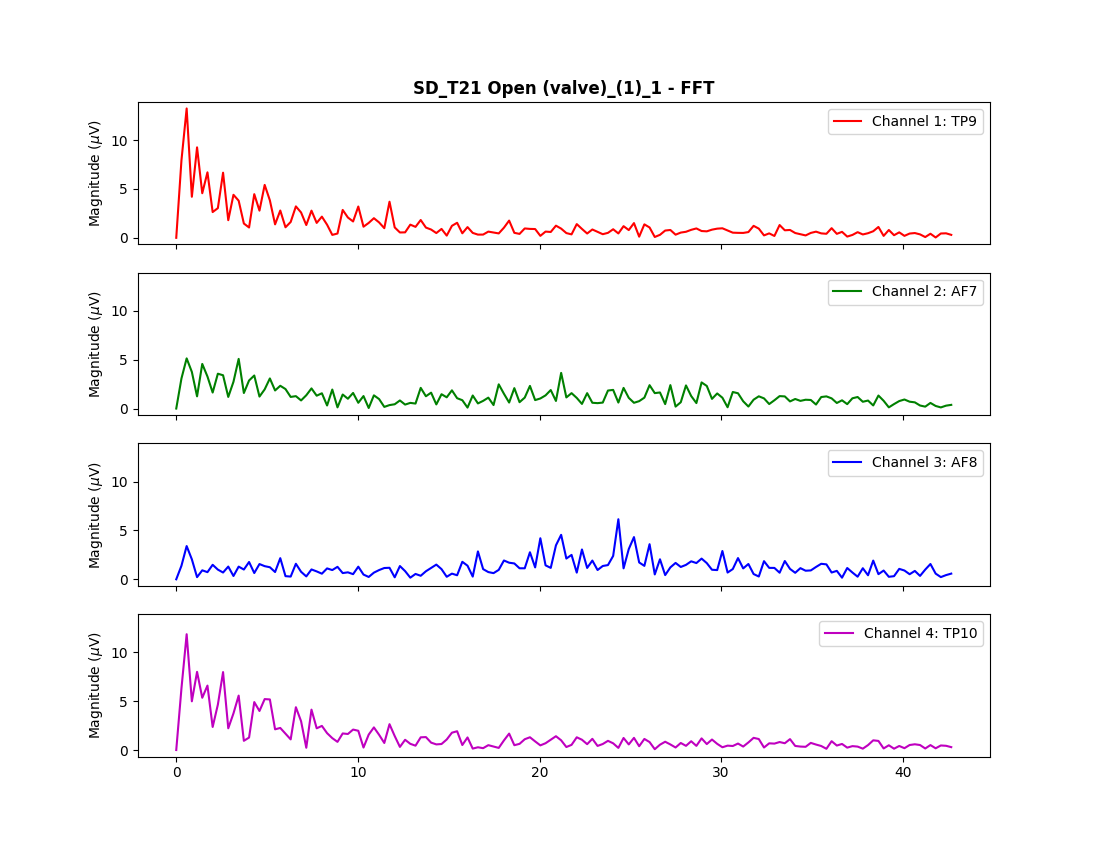 SD_T21 Open (valve)_(1)_1 - FFT
Magnitude (μV)
10
5
0
Channel 1: TP9
Magnitude (μV)
10
5
0
Channel 2: AF7
Magnitude (μV)
10
5
0
Channel 3: AF8
Magnitude (μV)
10
5
0
Channel 4: TP10
0 10 20 30 40